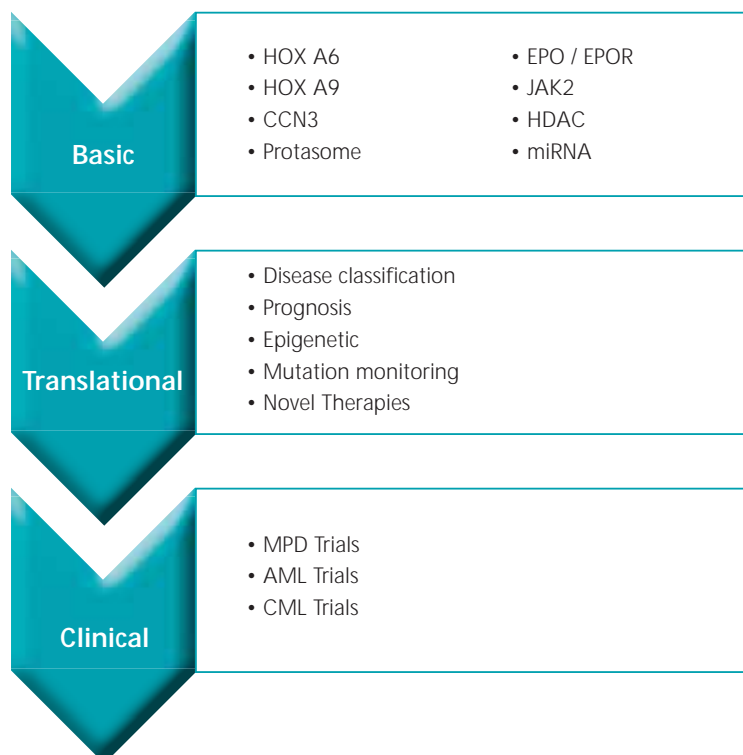 Basic
• HOX A6
• HOX A9
• CCN3
• Protasome
• EPO / EPOR
• JAK2
• HDAC
• miRNA
Translational
• Disease classification
• Prognosis
• Epigenetic
• Mutation monitoring
• Novel Therapies
Clinical
• MPD Trials
• AML Trials
• CML Trials